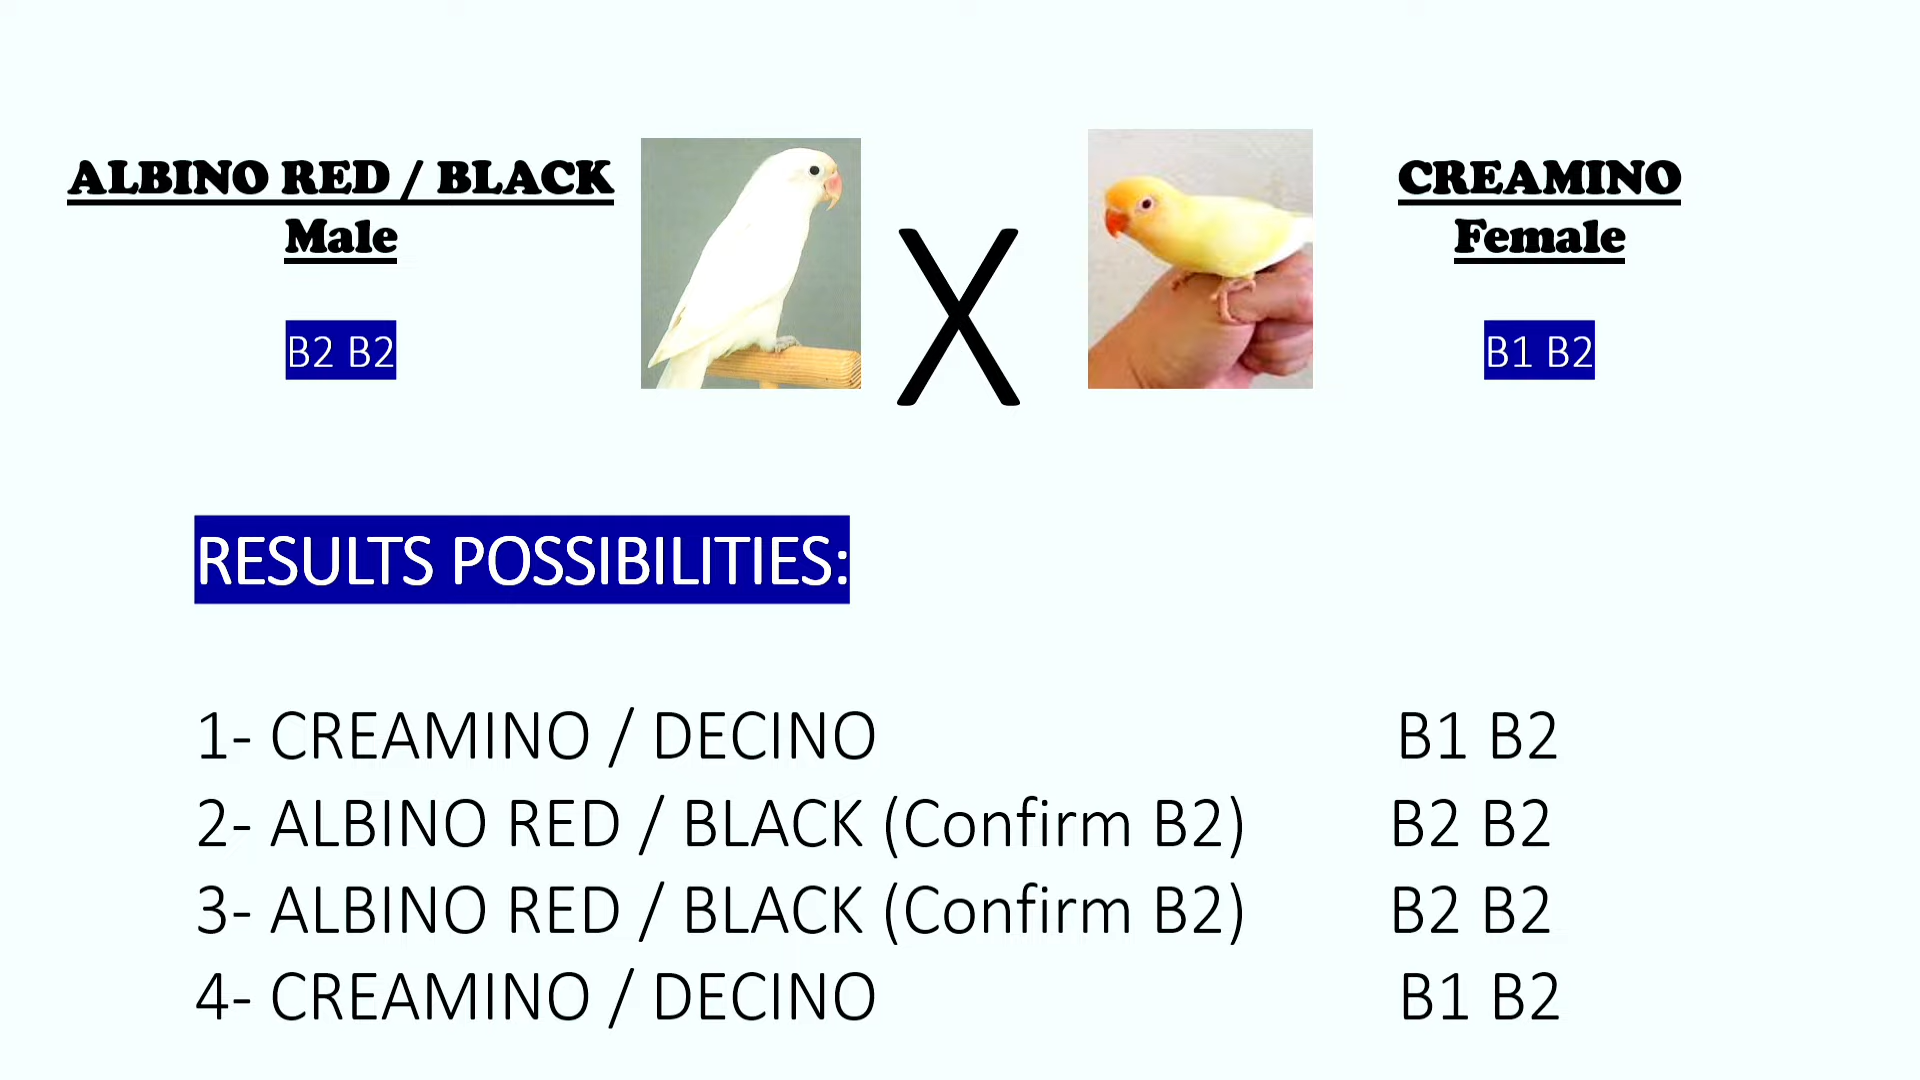 ALBINO RED / BLACK
Male
B2 B2
X
CREAMINO
Female
B1 B2
RESULTS POSSIBILITIES:
1- CREAMINO / DECINO B1 B2
2- ALBINO RED / BLACK (Confirm B2) B2 B2
3- ALBINO RED / BLACK (Confirm B2) B2 B2
4- CREAMINO / DECINO B1 B2